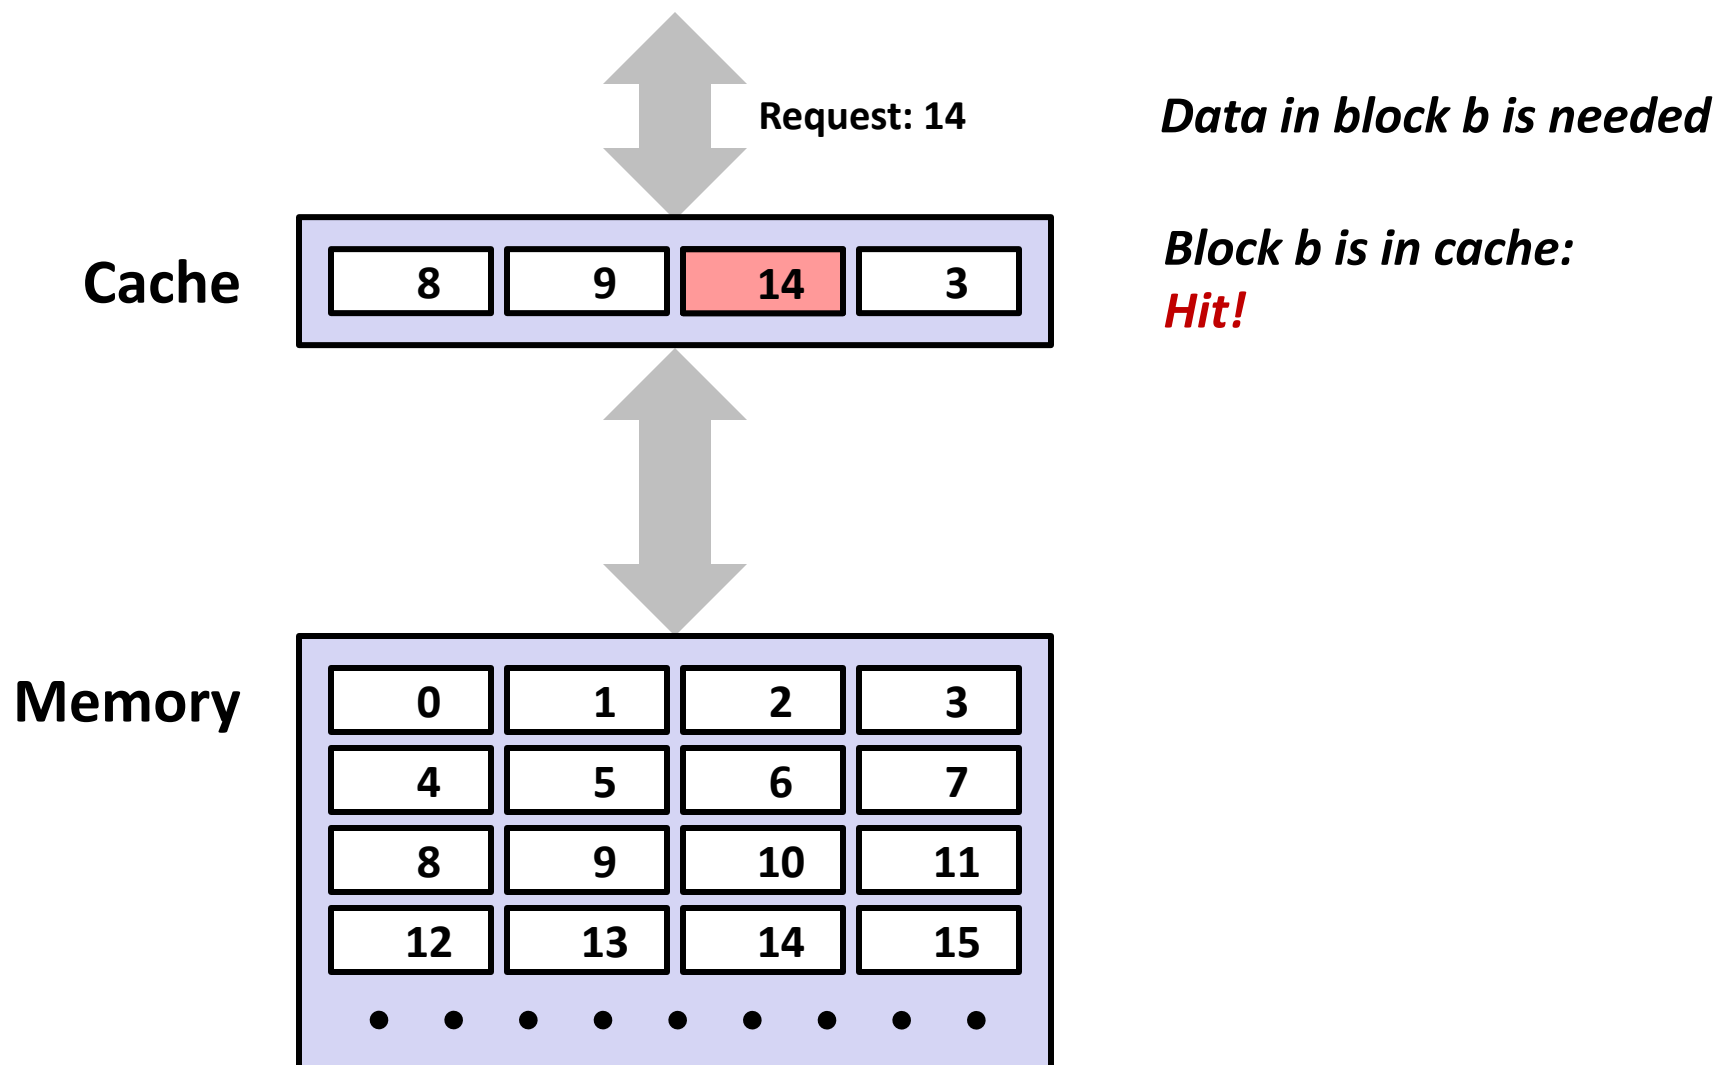 Request: 14
Data in block b is needed
Cache
8 9 14 3
Block b is in cache:
Hit!
Memory
0 1 2 3
4 5 6 7
8 9 10 11
12 13 14 15